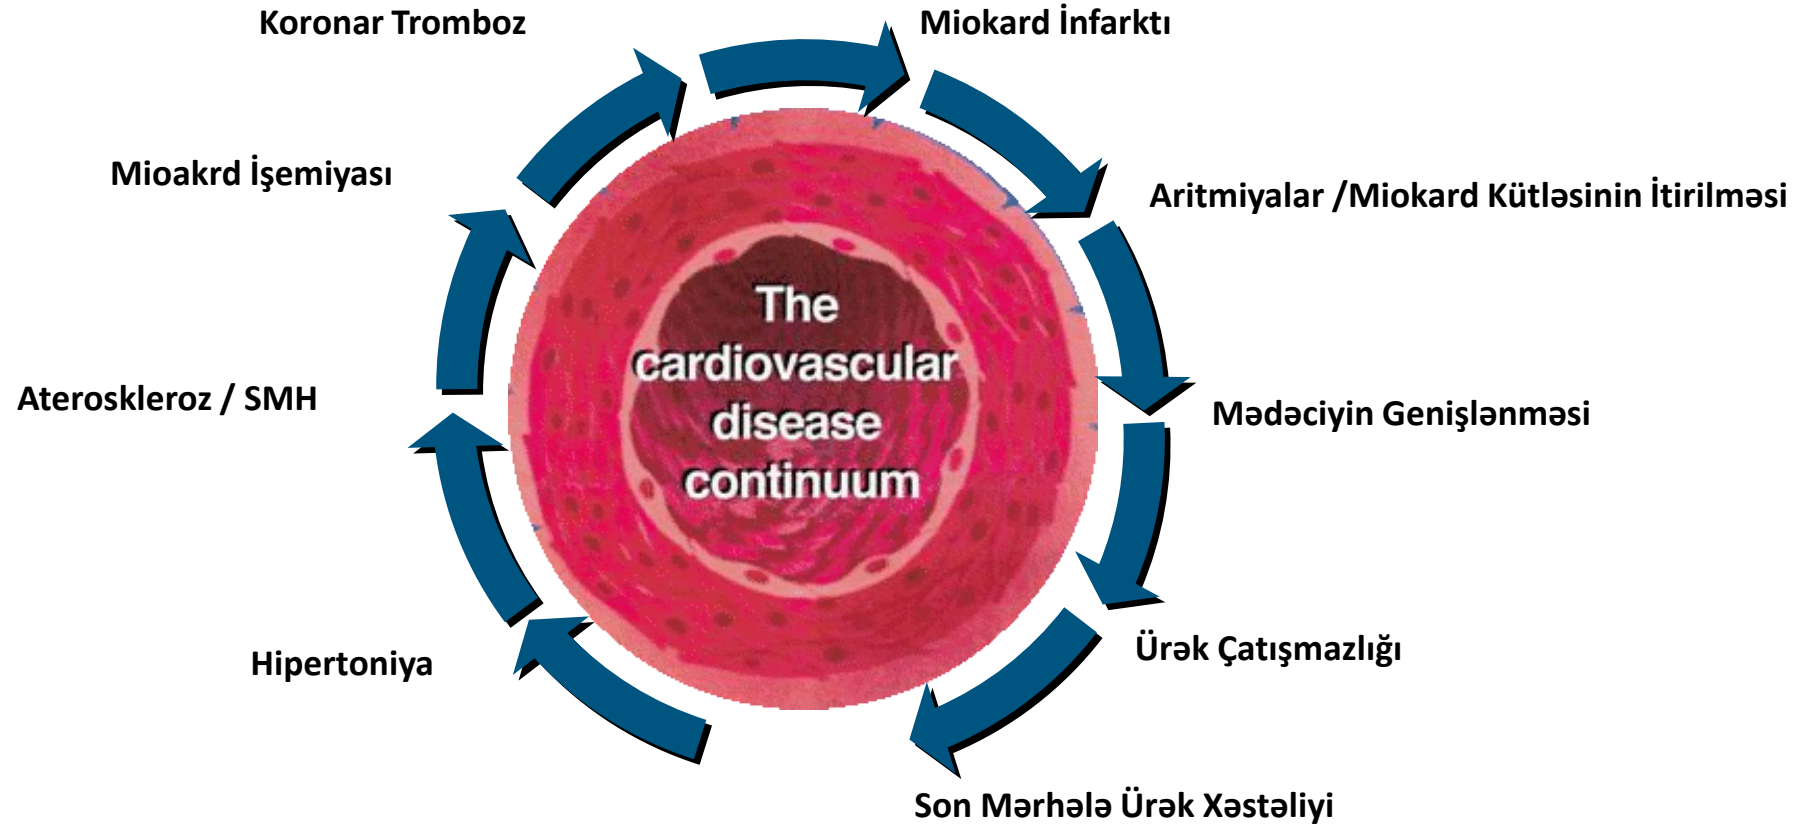 Koronar Tromboz
Miokard İnfarktı
Mioakrd İşemiyası
Aritmiyalar /Miokard Kütləsinin İtirilməsi
The
cardiovascular
disease
continuum
Ateroskleroz / SMH
Mədəciyin Genişlənməsi
Hipertoniya
Ürək Çatışmazlığı
Son Mərhələ Ürək Xəstəliyi